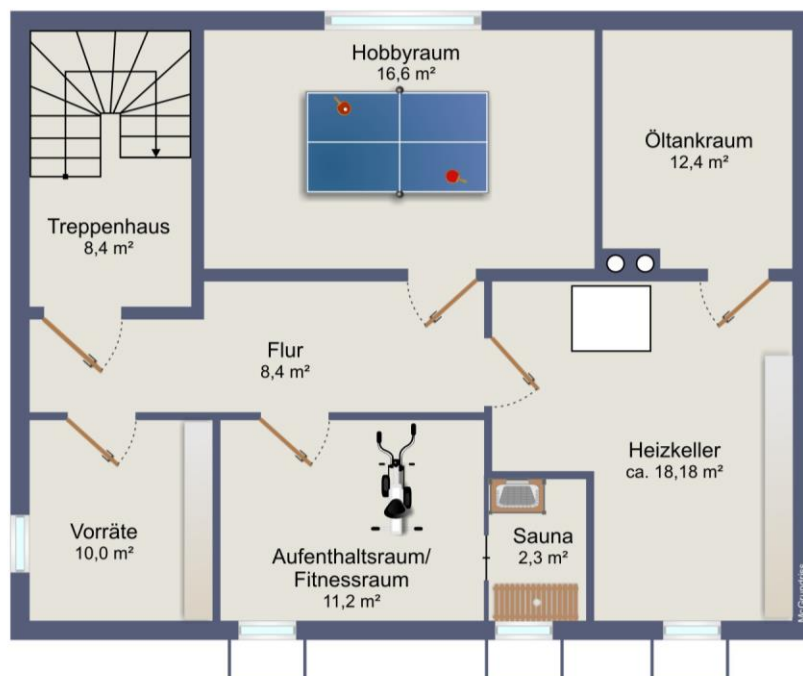 Hobbyraum
16,6 m²
Öltankraum
12,4 m²
Treppenhaus
8,4 m²
Flur
8,4 m²
Heizkeller
ca. 18,18 m²
Vorräte
10,0 m²
Aufenthaltsraum/
Fitnessraum
11,2 m²
Sauna
2,3 m²
McGrundriss